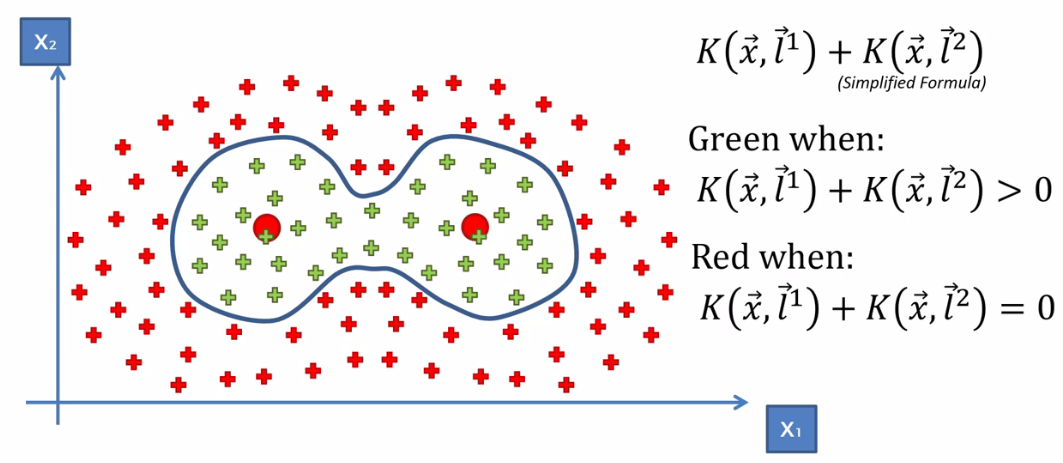 X₂
K(x⃗, l⃗¹) + K(x⃗, l⃗²)
(Simplified Formula)
Green when:
K(x⃗, l⃗¹) + K(x⃗, l⃗²) > 0
Red when:
K(x⃗, l⃗¹) + K(x⃗, l⃗²) = 0
X₁